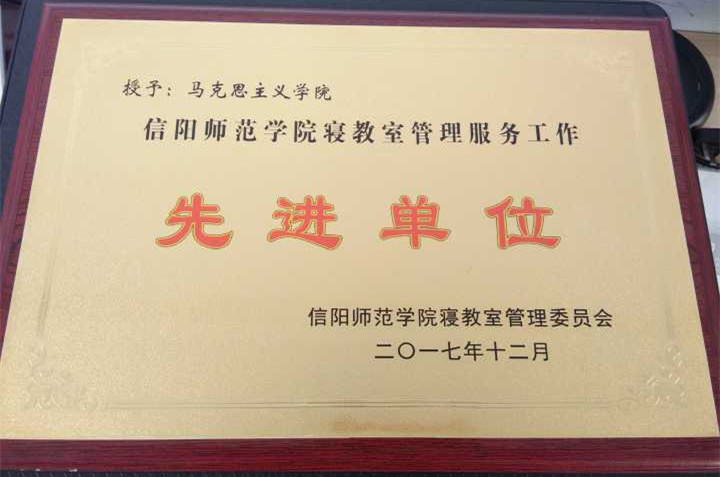 授予：马克思主义学院
信阳师范学院寝教室管理服务工作
先进单位
信阳师范学院寝教室管理委员会
二〇一七年十二月